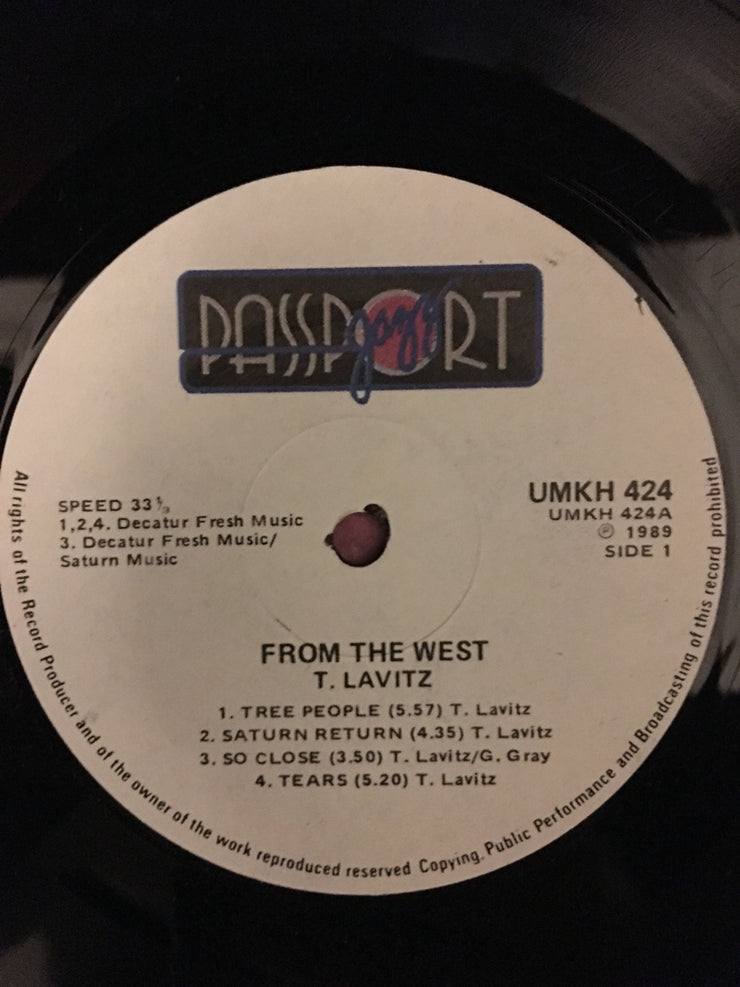 PASSPORT
jazz
SPEED 33⅓
1,2,4. Decatur Fresh Music
3. Decatur Fresh Music/
Saturn Music
UMKH 424
UMKH 424A
℗ 1989
SIDE 1
FROM THE WEST
T. LAVITZ
1. TREE PEOPLE (5.57) T. Lavitz
2. SATURN RETURN (4.35) T. Lavitz
3. SO CLOSE (3.50) T. Lavitz/G. Gray
4. TEARS (5.20) T. Lavitz
All rights of the Record Producer and of the owner of the work reproduced reserved Copying, Public Performance and Broadcasting of this record prohibited